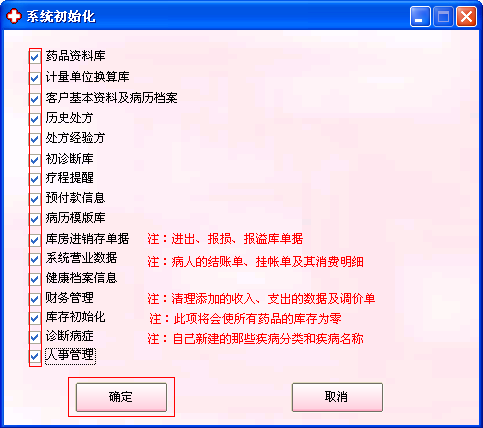 系统初始化
药品资料库
计量单位换算库
客户基本资料及病历档案
历史处方
处方经验方
初诊断库
疗程提醒
预付款信息
病历模版库
库房进销存单据 注：进出、报损、报溢库单据
系统营业数据 注：病人的结账单、挂帐单及其消费明细
健康档案信息
财务管理 注：清理添加的收入、支出的数据及调价单
库存初始化 注：此项将会使所有药品的库存为零
诊断病症 注：自己新建的那些疾病分类和疾病名称
人事管理
确定 取消